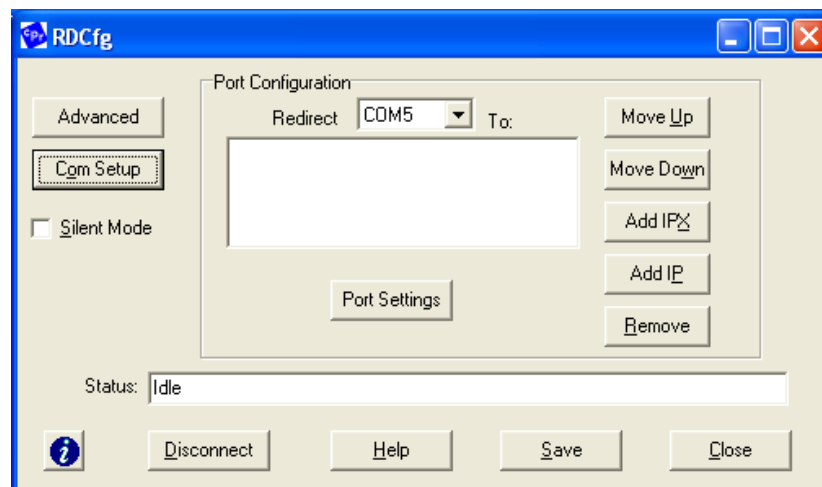 CPr RDCfg
Port Configuration
Advanced
Redirect COM5 To:
Move Up
Com Setup
Move Down
Silent Mode
Add IPX
Add IP
Port Settings
Remove
Status: Idle
i Disconnect Help Save Close